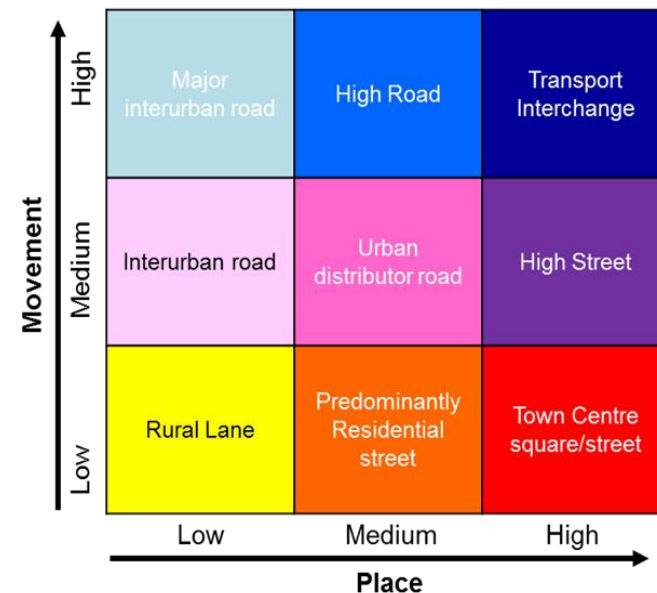 Movement
High
Medium
Low
Major
interurban road
High Road
Transport
Interchange
Interurban road
Urban
distributor road
High Street
Rural Lane
Predominantly
Residential
street
Town Centre
square/street
Low
Medium
High
Place